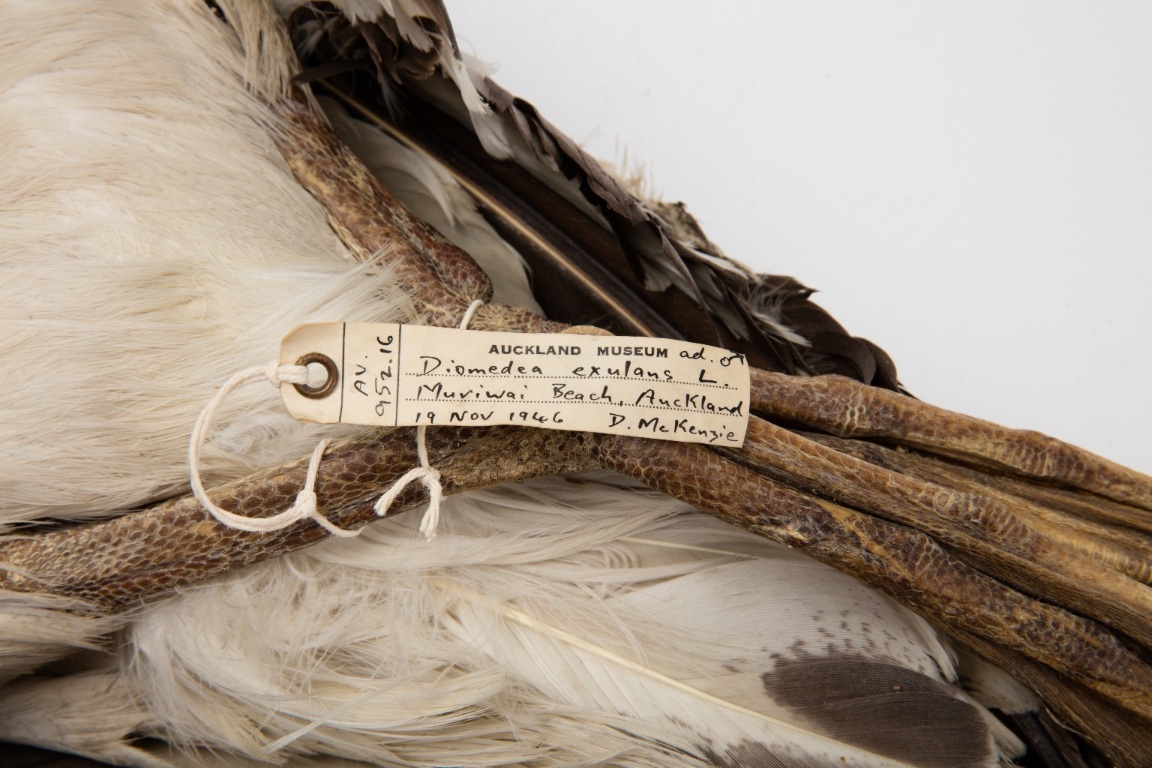 AV.
952.16
AUCKLAND MUSEUM ad. ♂
Diomedea exulans L.
Muriwai Beach, Auckland
19 NOV 1946 D. McKenzie